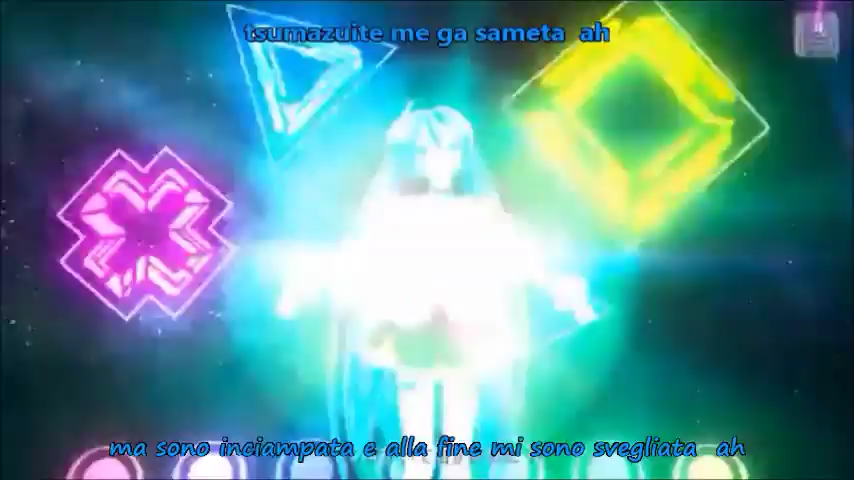 tsumazuite me ga sameta ah
ma sono inciampata e alla fine mi sono svegliata ah